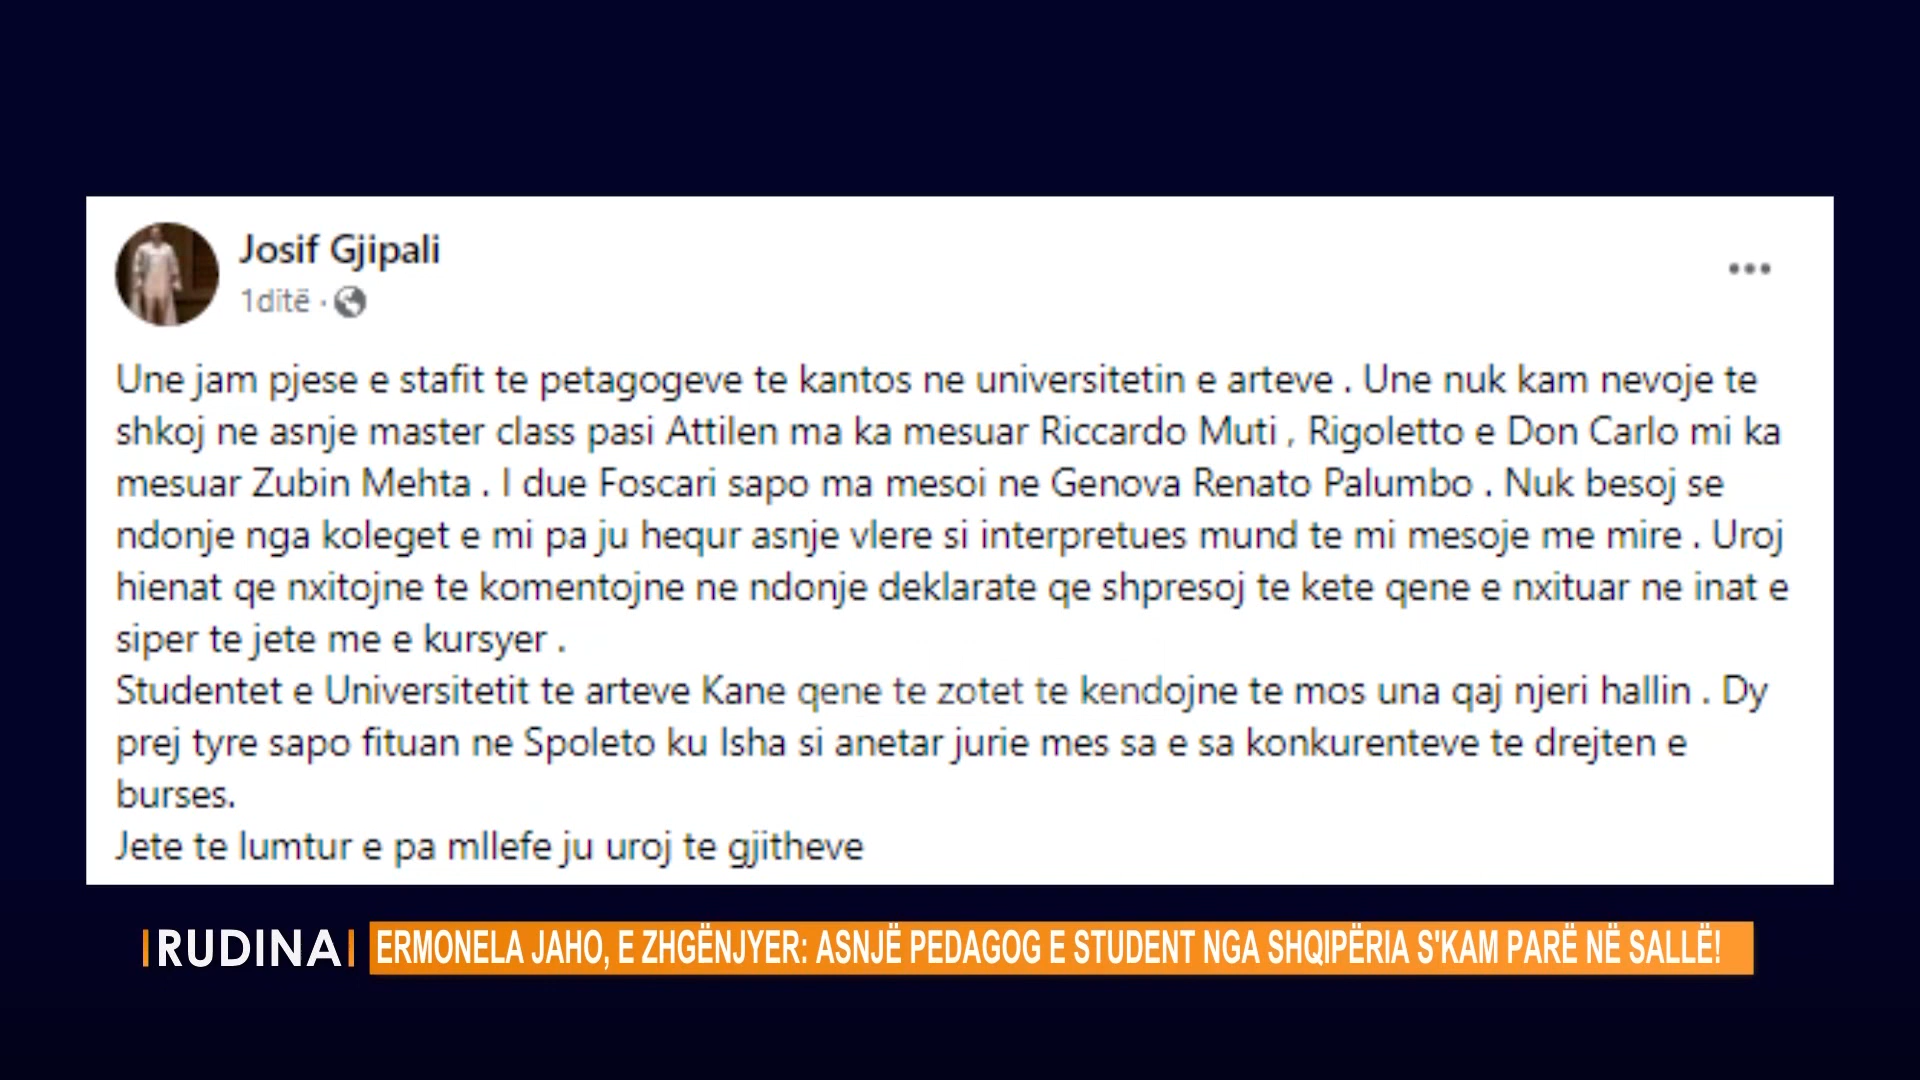 Josif Gjipali
1ditë ·
Une jam pjese e stafit te petagogeve te kantos ne universitetin e arteve . Une nuk kam nevoje te
shkoj ne asnje master class pasi Attilen ma ka mesuar Riccardo Muti , Rigoletto e Don Carlo mi ka
mesuar Zubin Mehta . I due Foscari sapo ma mesoi ne Genova Renato Palumbo . Nuk besoj se
ndonje nga koleget e mi pa ju hequr asnje vlere si interpretues mund te mi mesoje me mire . Uroj
hienat qe nxitojne te komentojne ne ndonje deklarate qe shpresoj te kete qene e nxituar ne inat e
siper te jete me e kursyer .
Studentet e Universitetit te arteve Kane qene te zotet te kendojne te mos una qaj njeri hallin . Dy
prej tyre sapo fituan ne Spoleto ku Isha si anetar jurie mes sa e sa konkurenteve te drejten e
burses.
Jete te lumtur e pa mllefe ju uroj te gjitheve
RUDINA
ERMONELA JAHO, E ZHGËNJYER: ASNJË PEDAGOG E STUDENT NGA SHQIPËRIA S'KAM PARË NË SALLË!